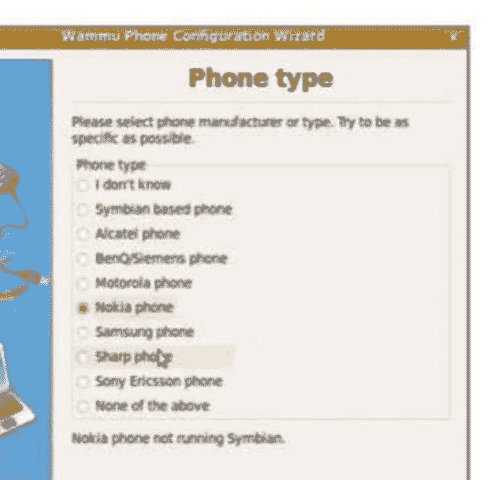 Wammu Phone Configuration Wizard
Phone type
Please select phone manufacturer or type. Try to be as
specific as possible.
Phone type
I don't know
Symbian based phone
Alcatel phone
BenQ/Siemens phone
Motorola phone
Nokia phone
Samsung phone
Sharp phone
Sony Ericsson phone
None of the above
Nokia phone not running Symbian.